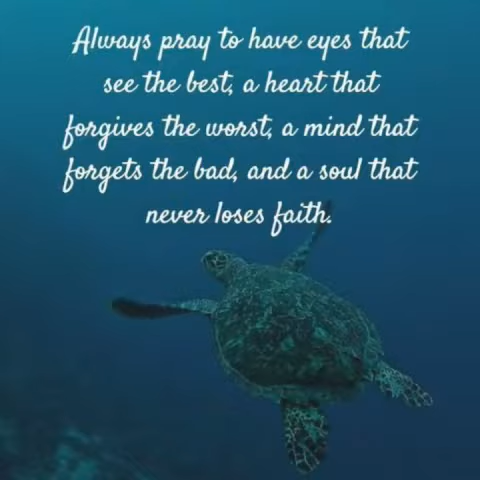 Always pray to have eyes that
see the best, a heart that
forgives the worst, a mind that
forgets the bad, and a soul that
never loses faith.